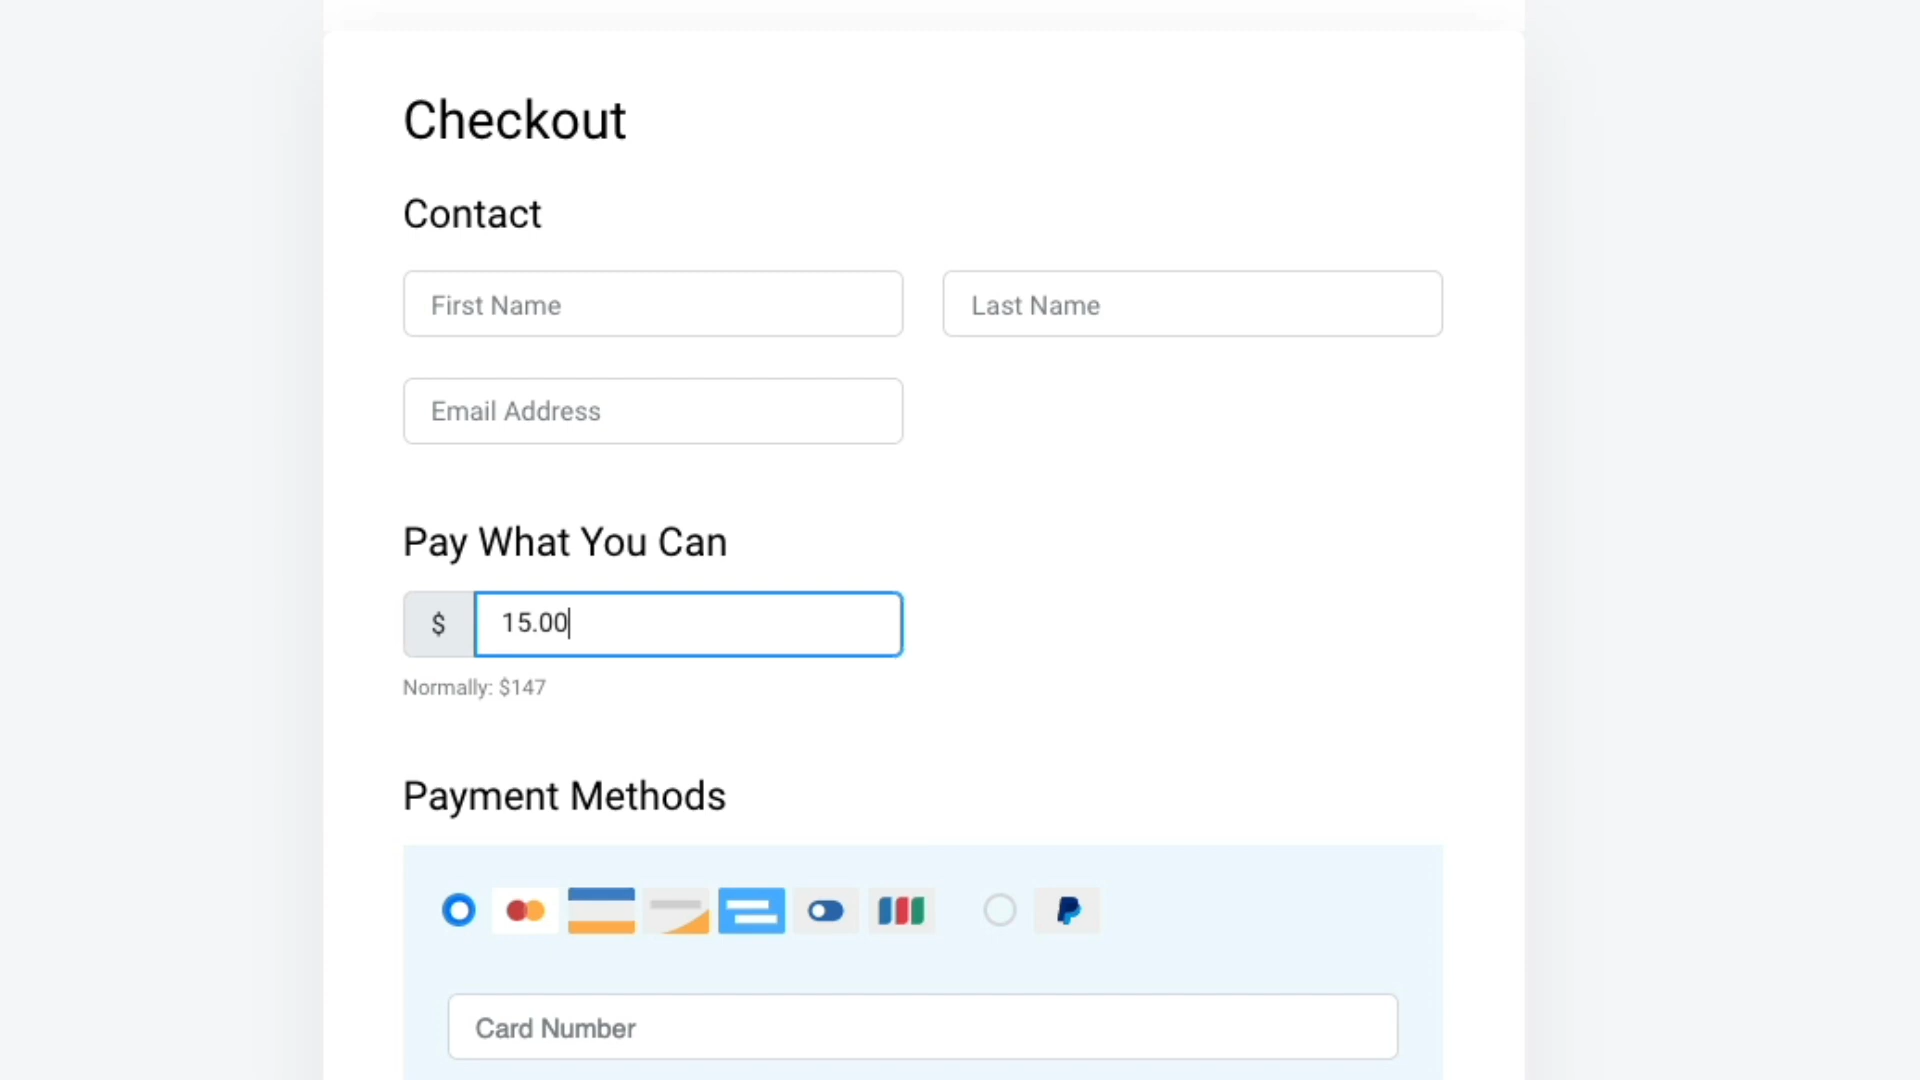 Checkout
Contact
First Name
Last Name
Email Address
Pay What You Can
$ 15.00
Normally: $147
Payment Methods
Card Number